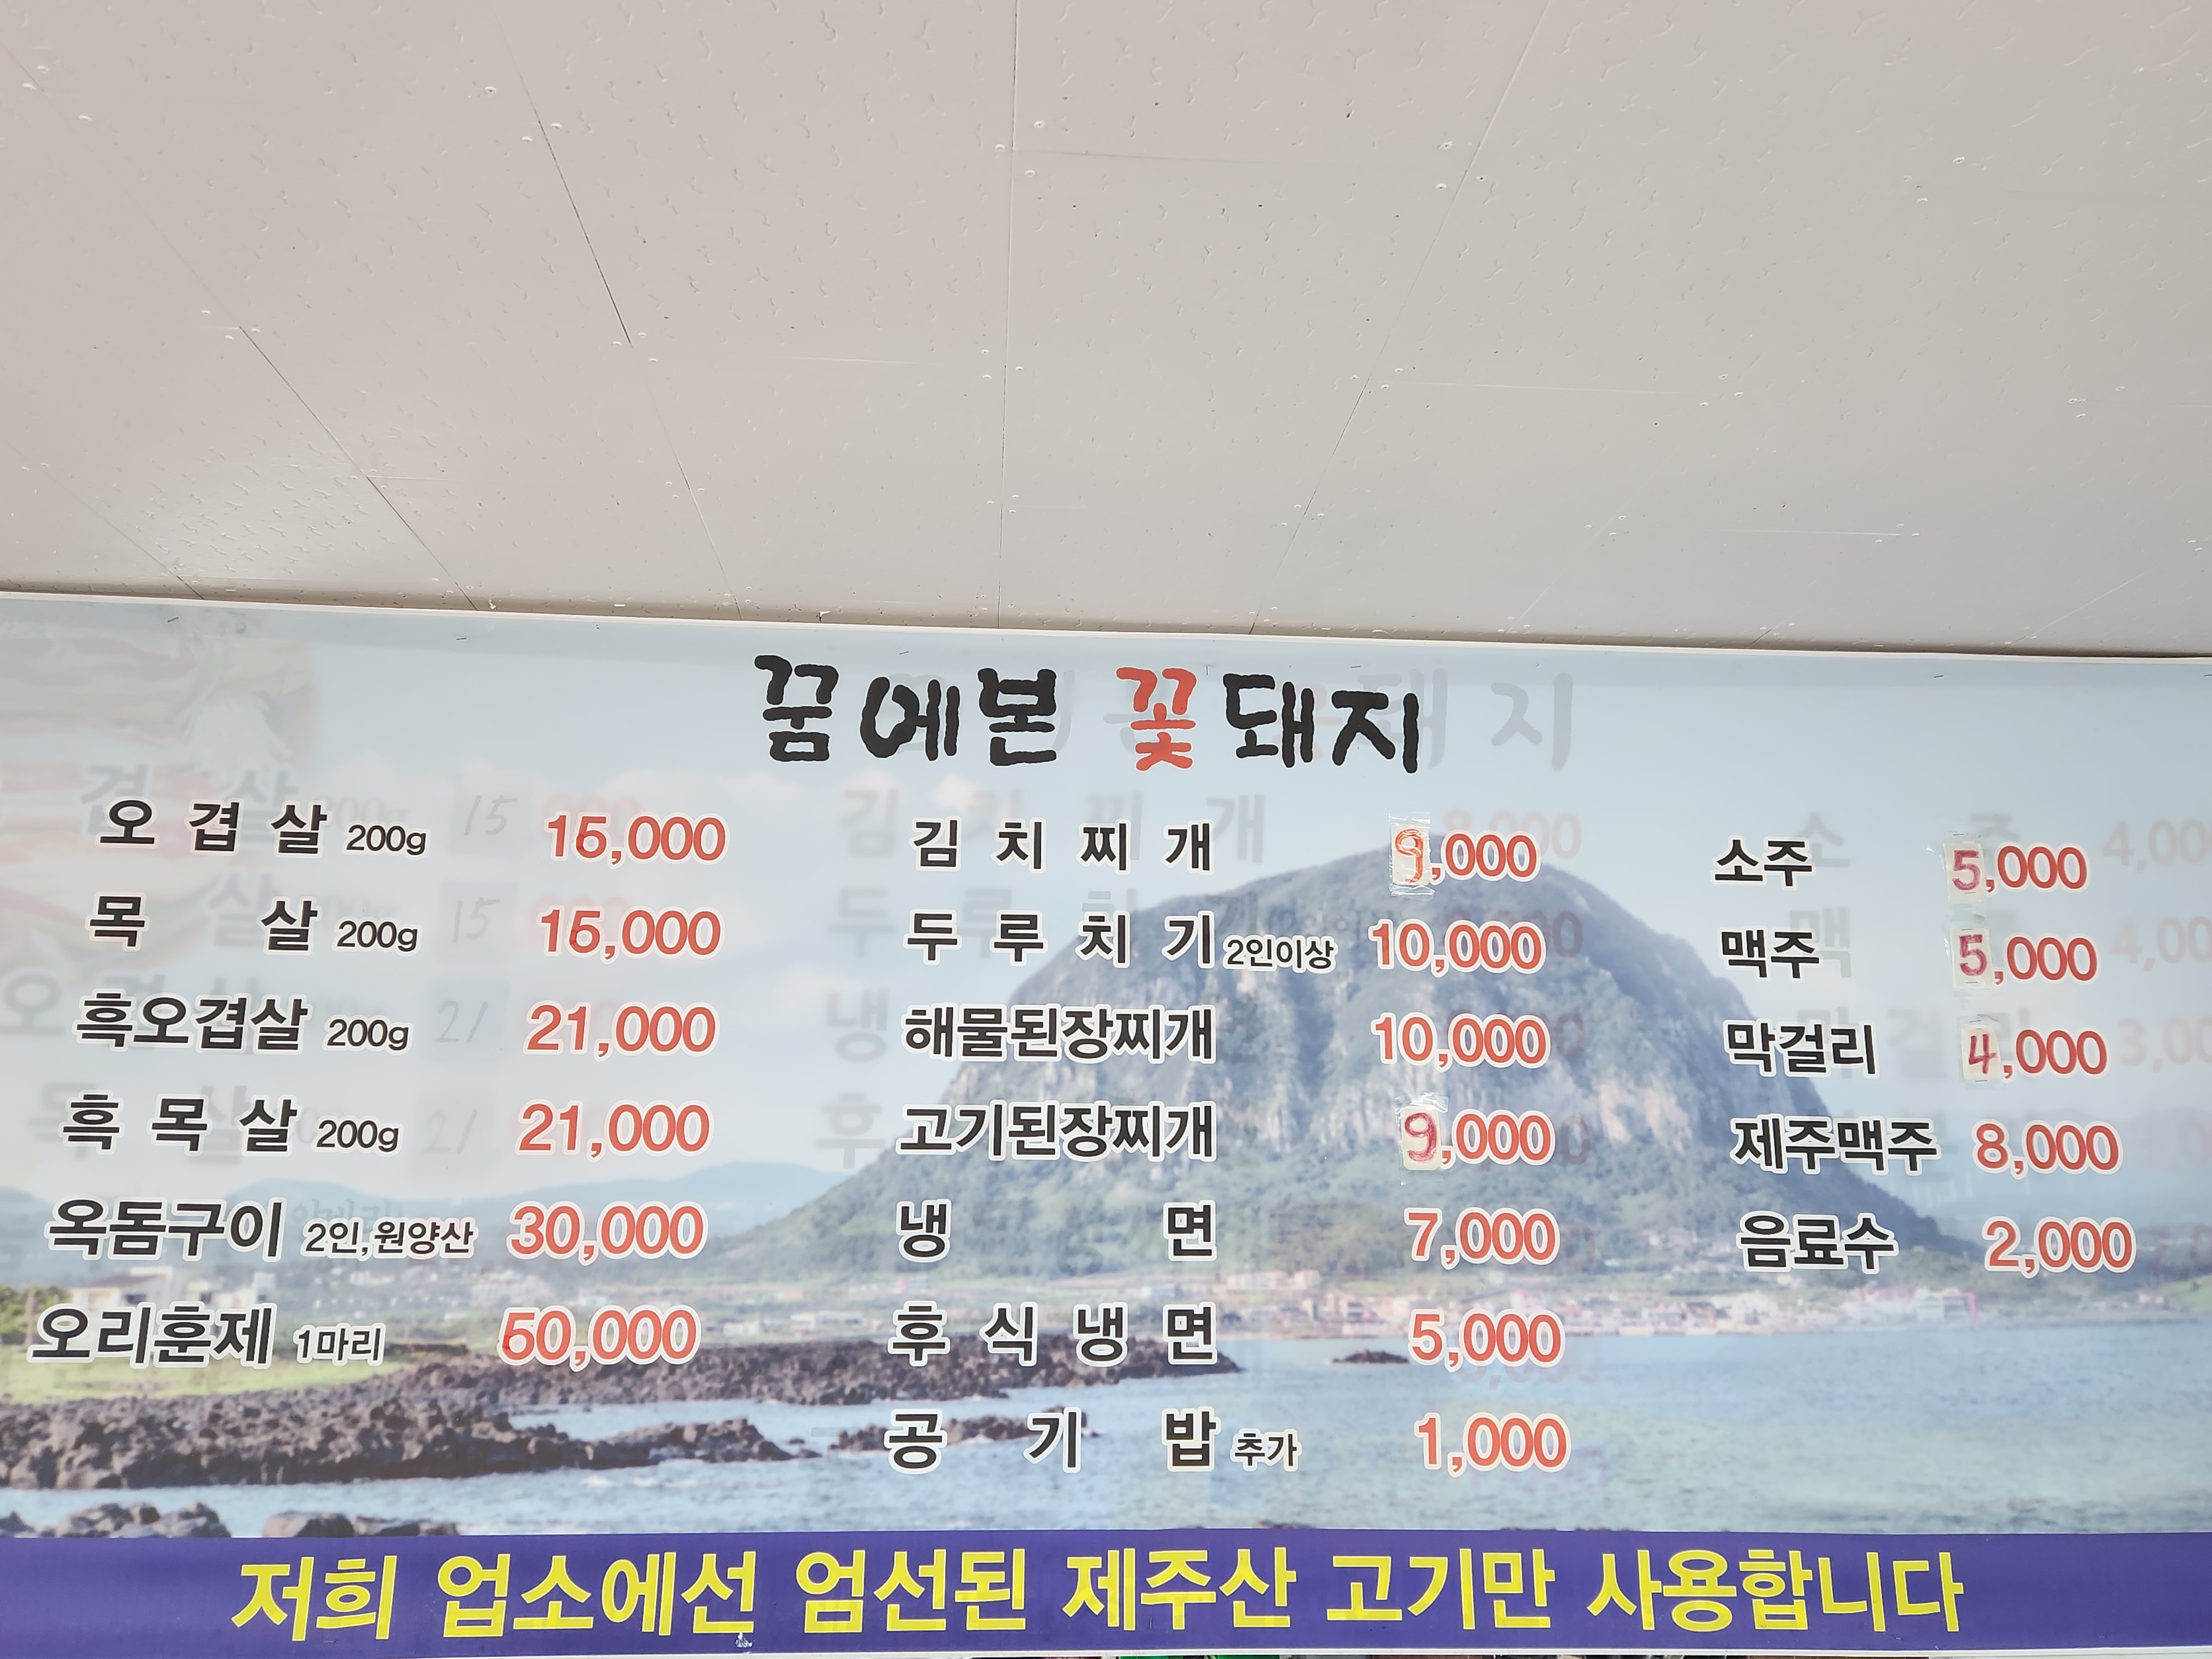 꿈에본 꽃돼지
오겹살 200g 15,000
목살 200g 15,000
흑오겹살 200g 21,000
흑목살 200g 21,000
옥돔구이 2인,원양산 30,000
오리훈제 1마리 50,000
김치찌개 9,000
두루치기 2인이상 10,000
해물된장찌개 10,000
고기된장찌개 9,000
냉면 7,000
후식냉면 5,000
공기밥 추가 1,000
소주 5,000
맥주 5,000
막걸리 4,000
제주맥주 8,000
음료수 2,000
저희 업소에선 엄선된 제주산 고기만 사용합니다